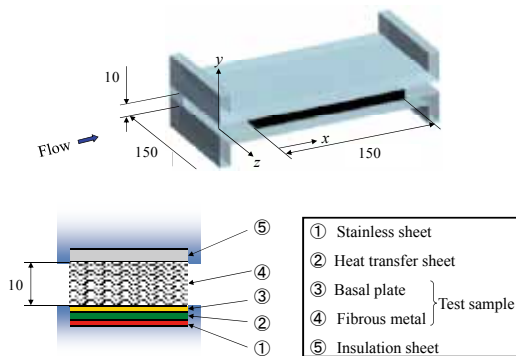 y
10
Flow
150
x
z
150
10
⑤
④
③
②
①
① Stainless sheet
② Heat transfer sheet
③ Basal plate
④ Fibrous metal
Test sample
⑤ Insulation sheet